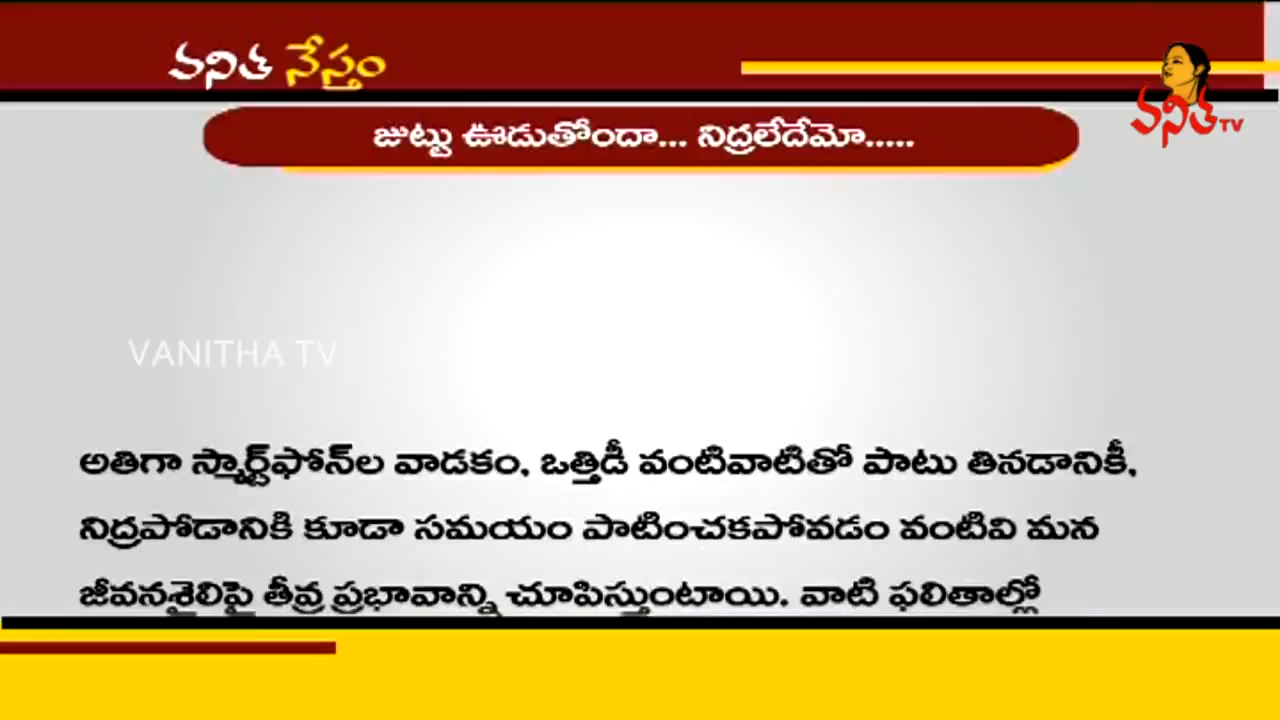 వనిత నేస్తం
వనిత TV
జుట్టు ఊడుతోందా... నిద్రలేదేమో.....
VANITHA TV
అతిగా స్మార్ట్‌ఫోన్‌ల వాడకం, ఒత్తిడీ వంటివాటితో పాటు తినడానికీ,
నిద్రపోడానికి కూడా సమయం పాటించకపోవడం వంటివి మన
జీవనశైలిపై తీవ్ర ప్రభావాన్ని చూపిస్తుంటాయి. వాటి ఫలితాల్లో